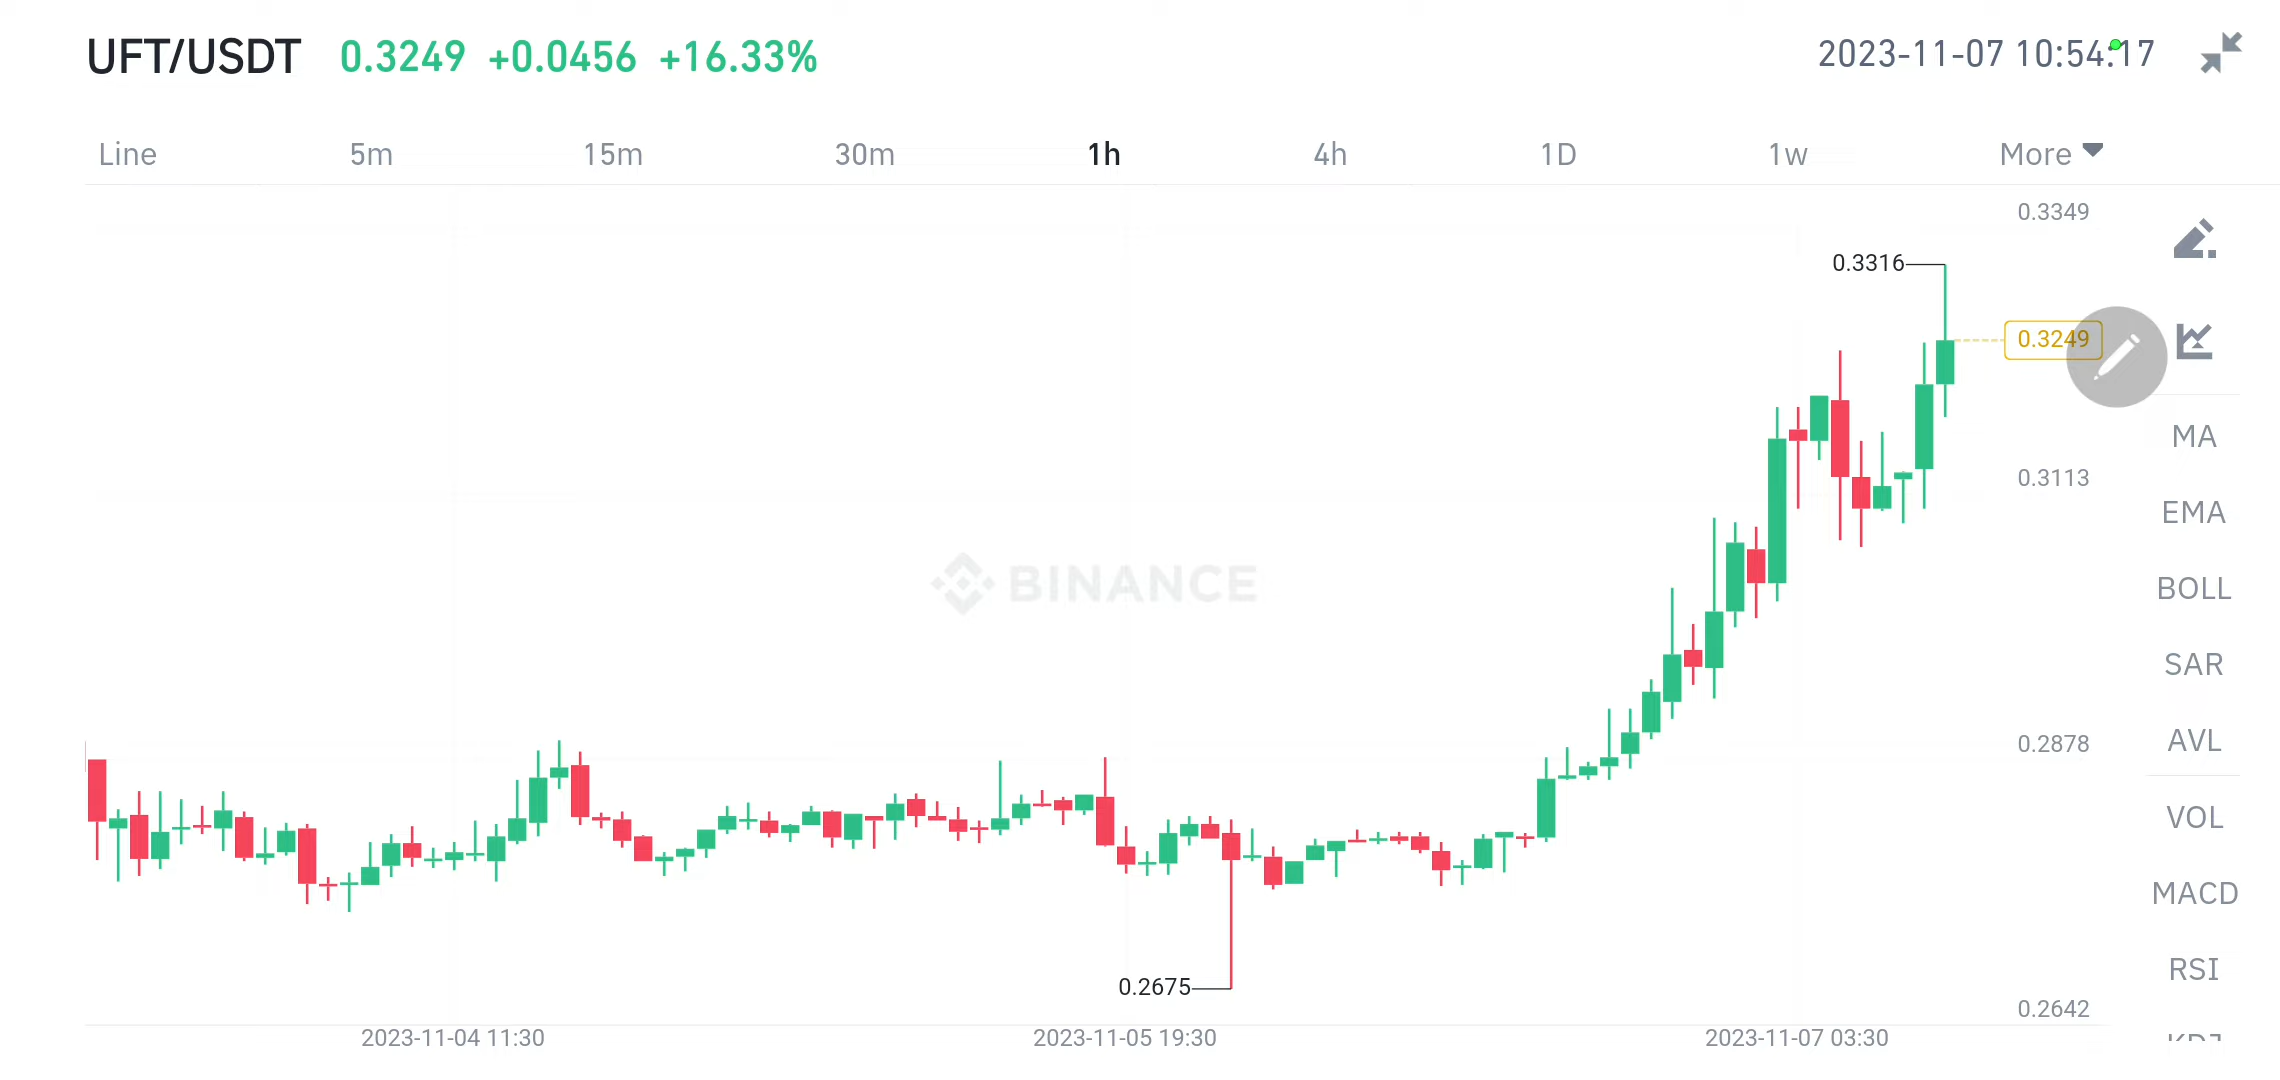 UFT/USDT 0.3249 +0.0456 +16.33% 2023-11-07 10:54:17
Line 5m 15m 30m 1h 4h 1D 1w More
0.3349
0.3316
0.3249
0.3113
0.2878
0.2675
0.2642
BINANCE
2023-11-04 11:30 2023-11-05 19:30 2023-11-07 03:30
MA
EMA
BOLL
SAR
AVL
VOL
MACD
RSI